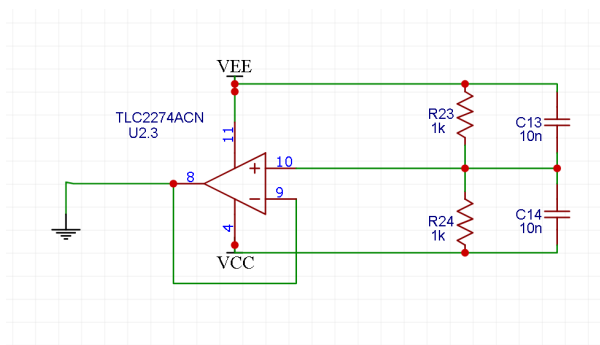 VEE
TLC2274ACN
U2.3
11
R23
1k
C13
10n
10
8
9
R24
1k
C14
10n
4
VCC